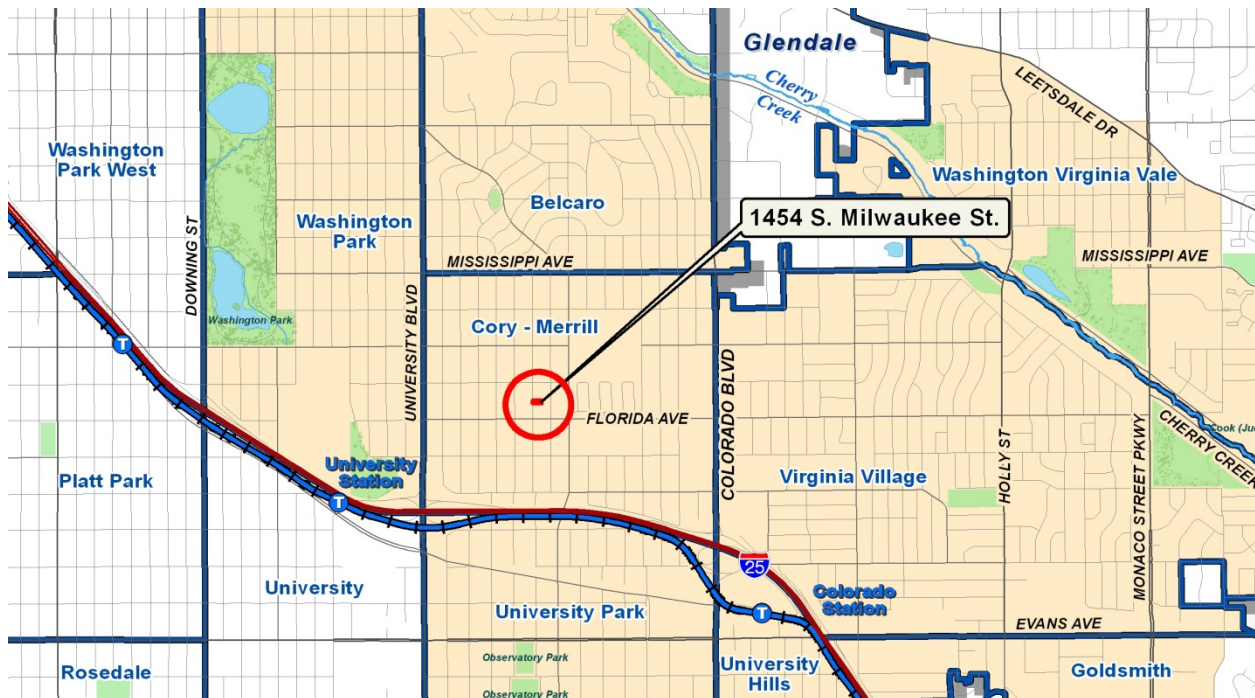 Glendale
Cherry
Creek
LEETSDALE DR
Washington
Park West
Washington Virginia Vale
Belcaro
Washington
Park
1454 S. Milwaukee St.
DOWNING ST
MISSISSIPPI AVE
MISSISSIPPI AVE
Washington Park
UNIVERSITY BLVD
Cory - Merrill
COLORADO BLVD
FLORIDA AVE
HOLLY ST
MONACO STREET PKWY
CHERRY CREEK
Cook (Jud
T
University
Station
Platt Park
Virginia Village
T
25
University
University Park
Colorado
Station
T
EVANS AVE
Rosedale
Observatory Park
Observatory Park
University
Hills
Goldsmith